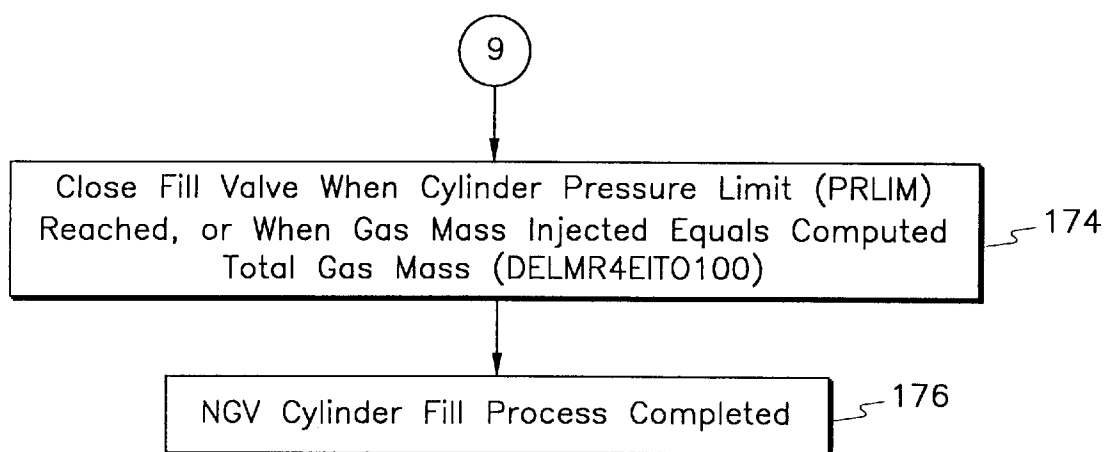 9
Close Fill Valve When Cylinder Pressure Limit (PRLIM)
Reached, or When Gas Mass Injected Equals Computed
Total Gas Mass (DELMR4EITO100)
174
NGV Cylinder Fill Process Completed
176